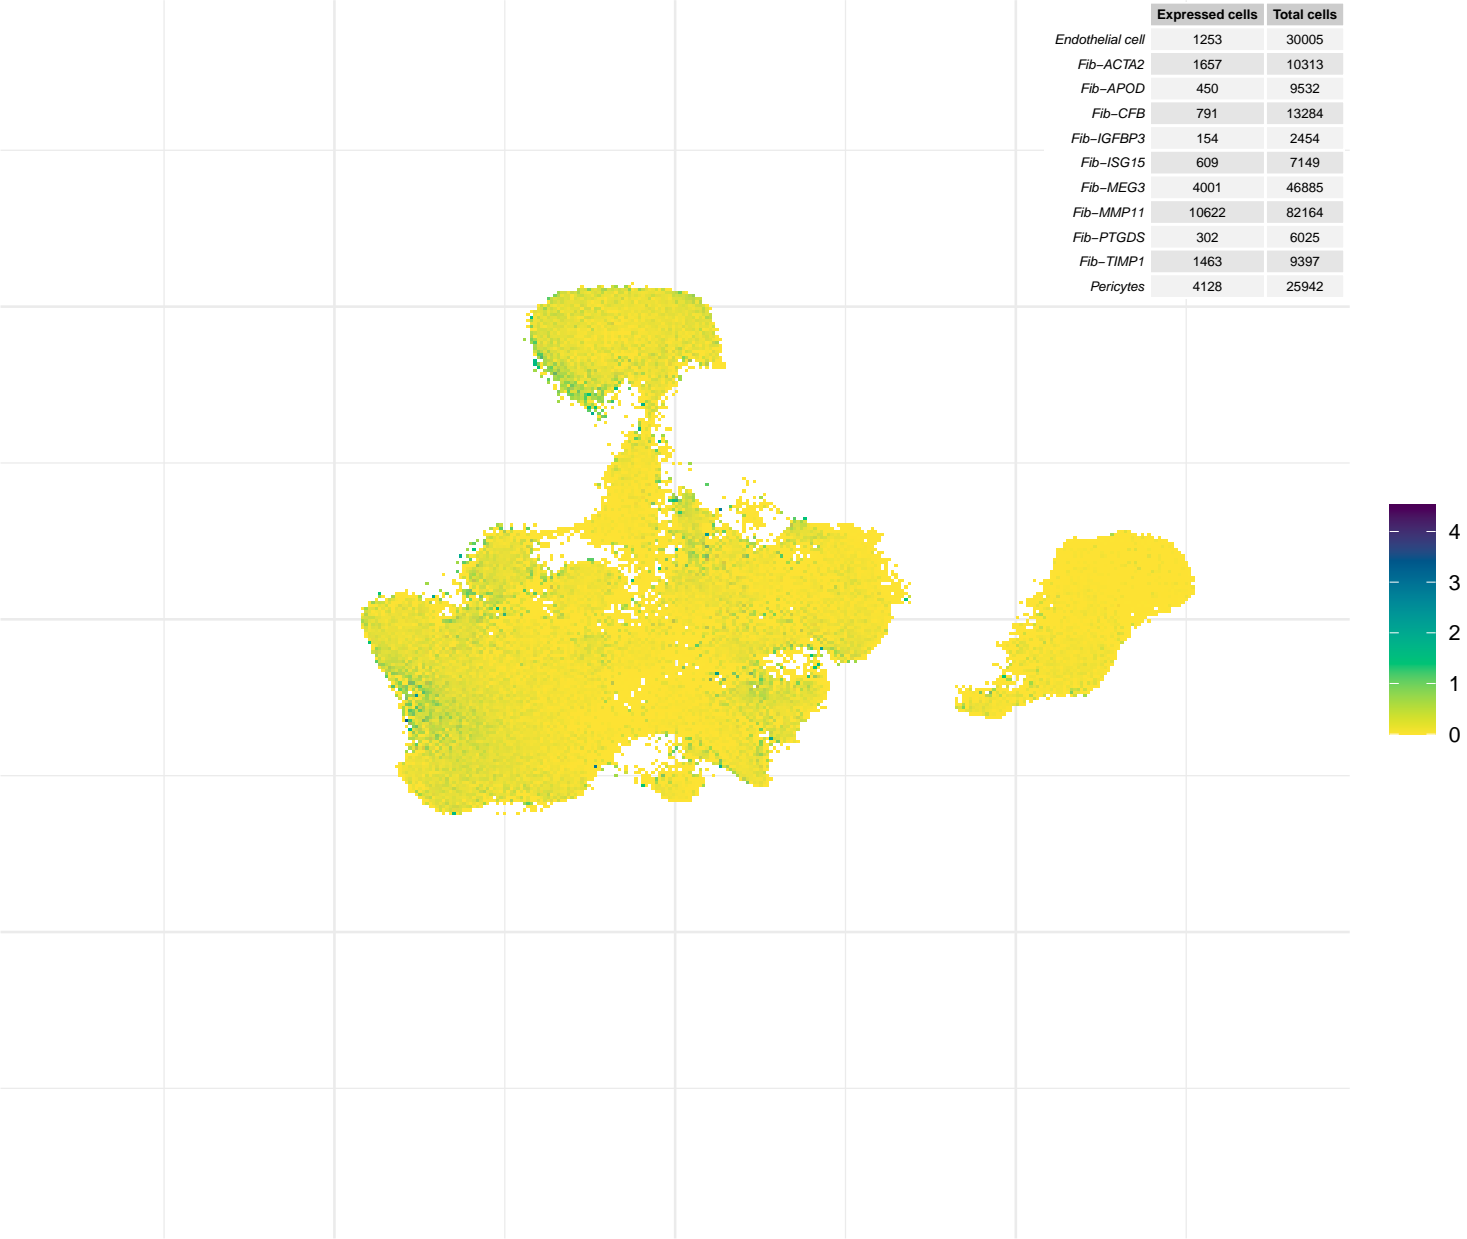 Expressed cells Total cells
Endothelial cell 1253 30005
Fib−ACTA2 1657 10313
Fib−APOD 450 9532
Fib−CFB 791 13284
Fib−IGFBP3 154 2454
Fib−ISG15 609 7149
Fib−MEG3 4001 46885
Fib−MMP11 10622 82164
Fib−PTGDS 302 6025
Fib−TIMP1 1463 9397
Pericytes 4128 25942
4
3
2
1
0